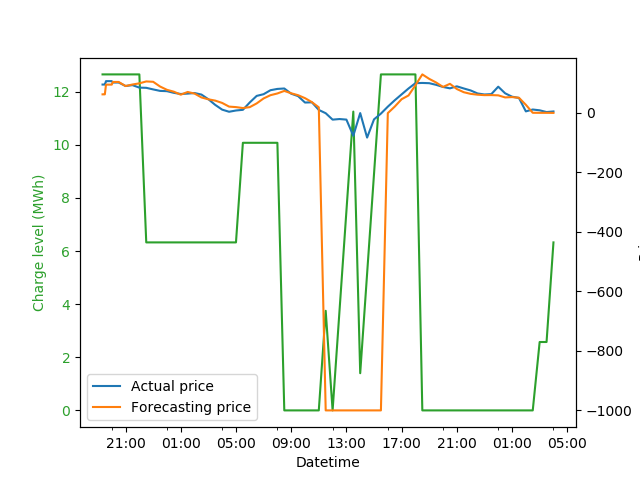 12
10
8
6
4
2
0
Charge level (MWh)
0
−200
−400
−600
−800
−1000
Actual price
Forecasting price
21:00 01:00 05:00 09:00 13:00 17:00 21:00 01:00 05:00
Datetime